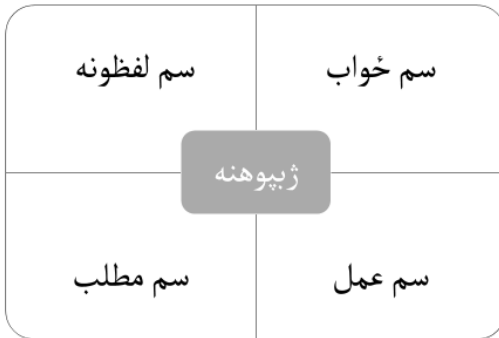 سم ځواب
سم لفظونه
ژبپوهنه
سم عمل
سم مطلب